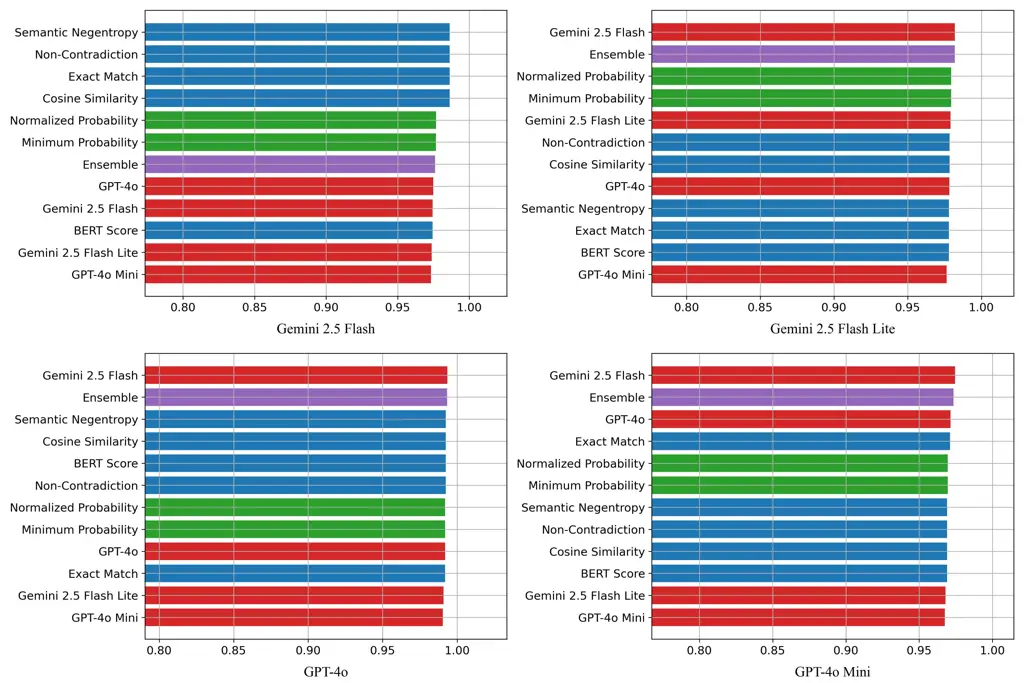 Semantic Negentropy
Non-Contradiction
Exact Match
Cosine Similarity
Normalized Probability
Minimum Probability
Ensemble
GPT-4o
Gemini 2.5 Flash
BERT Score
Gemini 2.5 Flash Lite
GPT-4o Mini
0.80 0.85 0.90 0.95 1.00
Gemini 2.5 Flash
Gemini 2.5 Flash
Ensemble
Normalized Probability
Minimum Probability
Gemini 2.5 Flash Lite
Non-Contradiction
Cosine Similarity
GPT-4o
Semantic Negentropy
Exact Match
BERT Score
GPT-4o Mini
0.80 0.85 0.90 0.95 1.00
Gemini 2.5 Flash Lite
Gemini 2.5 Flash
Ensemble
Semantic Negentropy
Cosine Similarity
BERT Score
Non-Contradiction
Normalized Probability
Minimum Probability
GPT-4o
Exact Match
Gemini 2.5 Flash Lite
GPT-4o Mini
0.80 0.85 0.90 0.95 1.00
GPT-4o
Gemini 2.5 Flash
Ensemble
GPT-4o
Exact Match
Normalized Probability
Minimum Probability
Semantic Negentropy
Non-Contradiction
Cosine Similarity
BERT Score
Gemini 2.5 Flash Lite
GPT-4o Mini
0.80 0.85 0.90 0.95 1.00
GPT-4o Mini